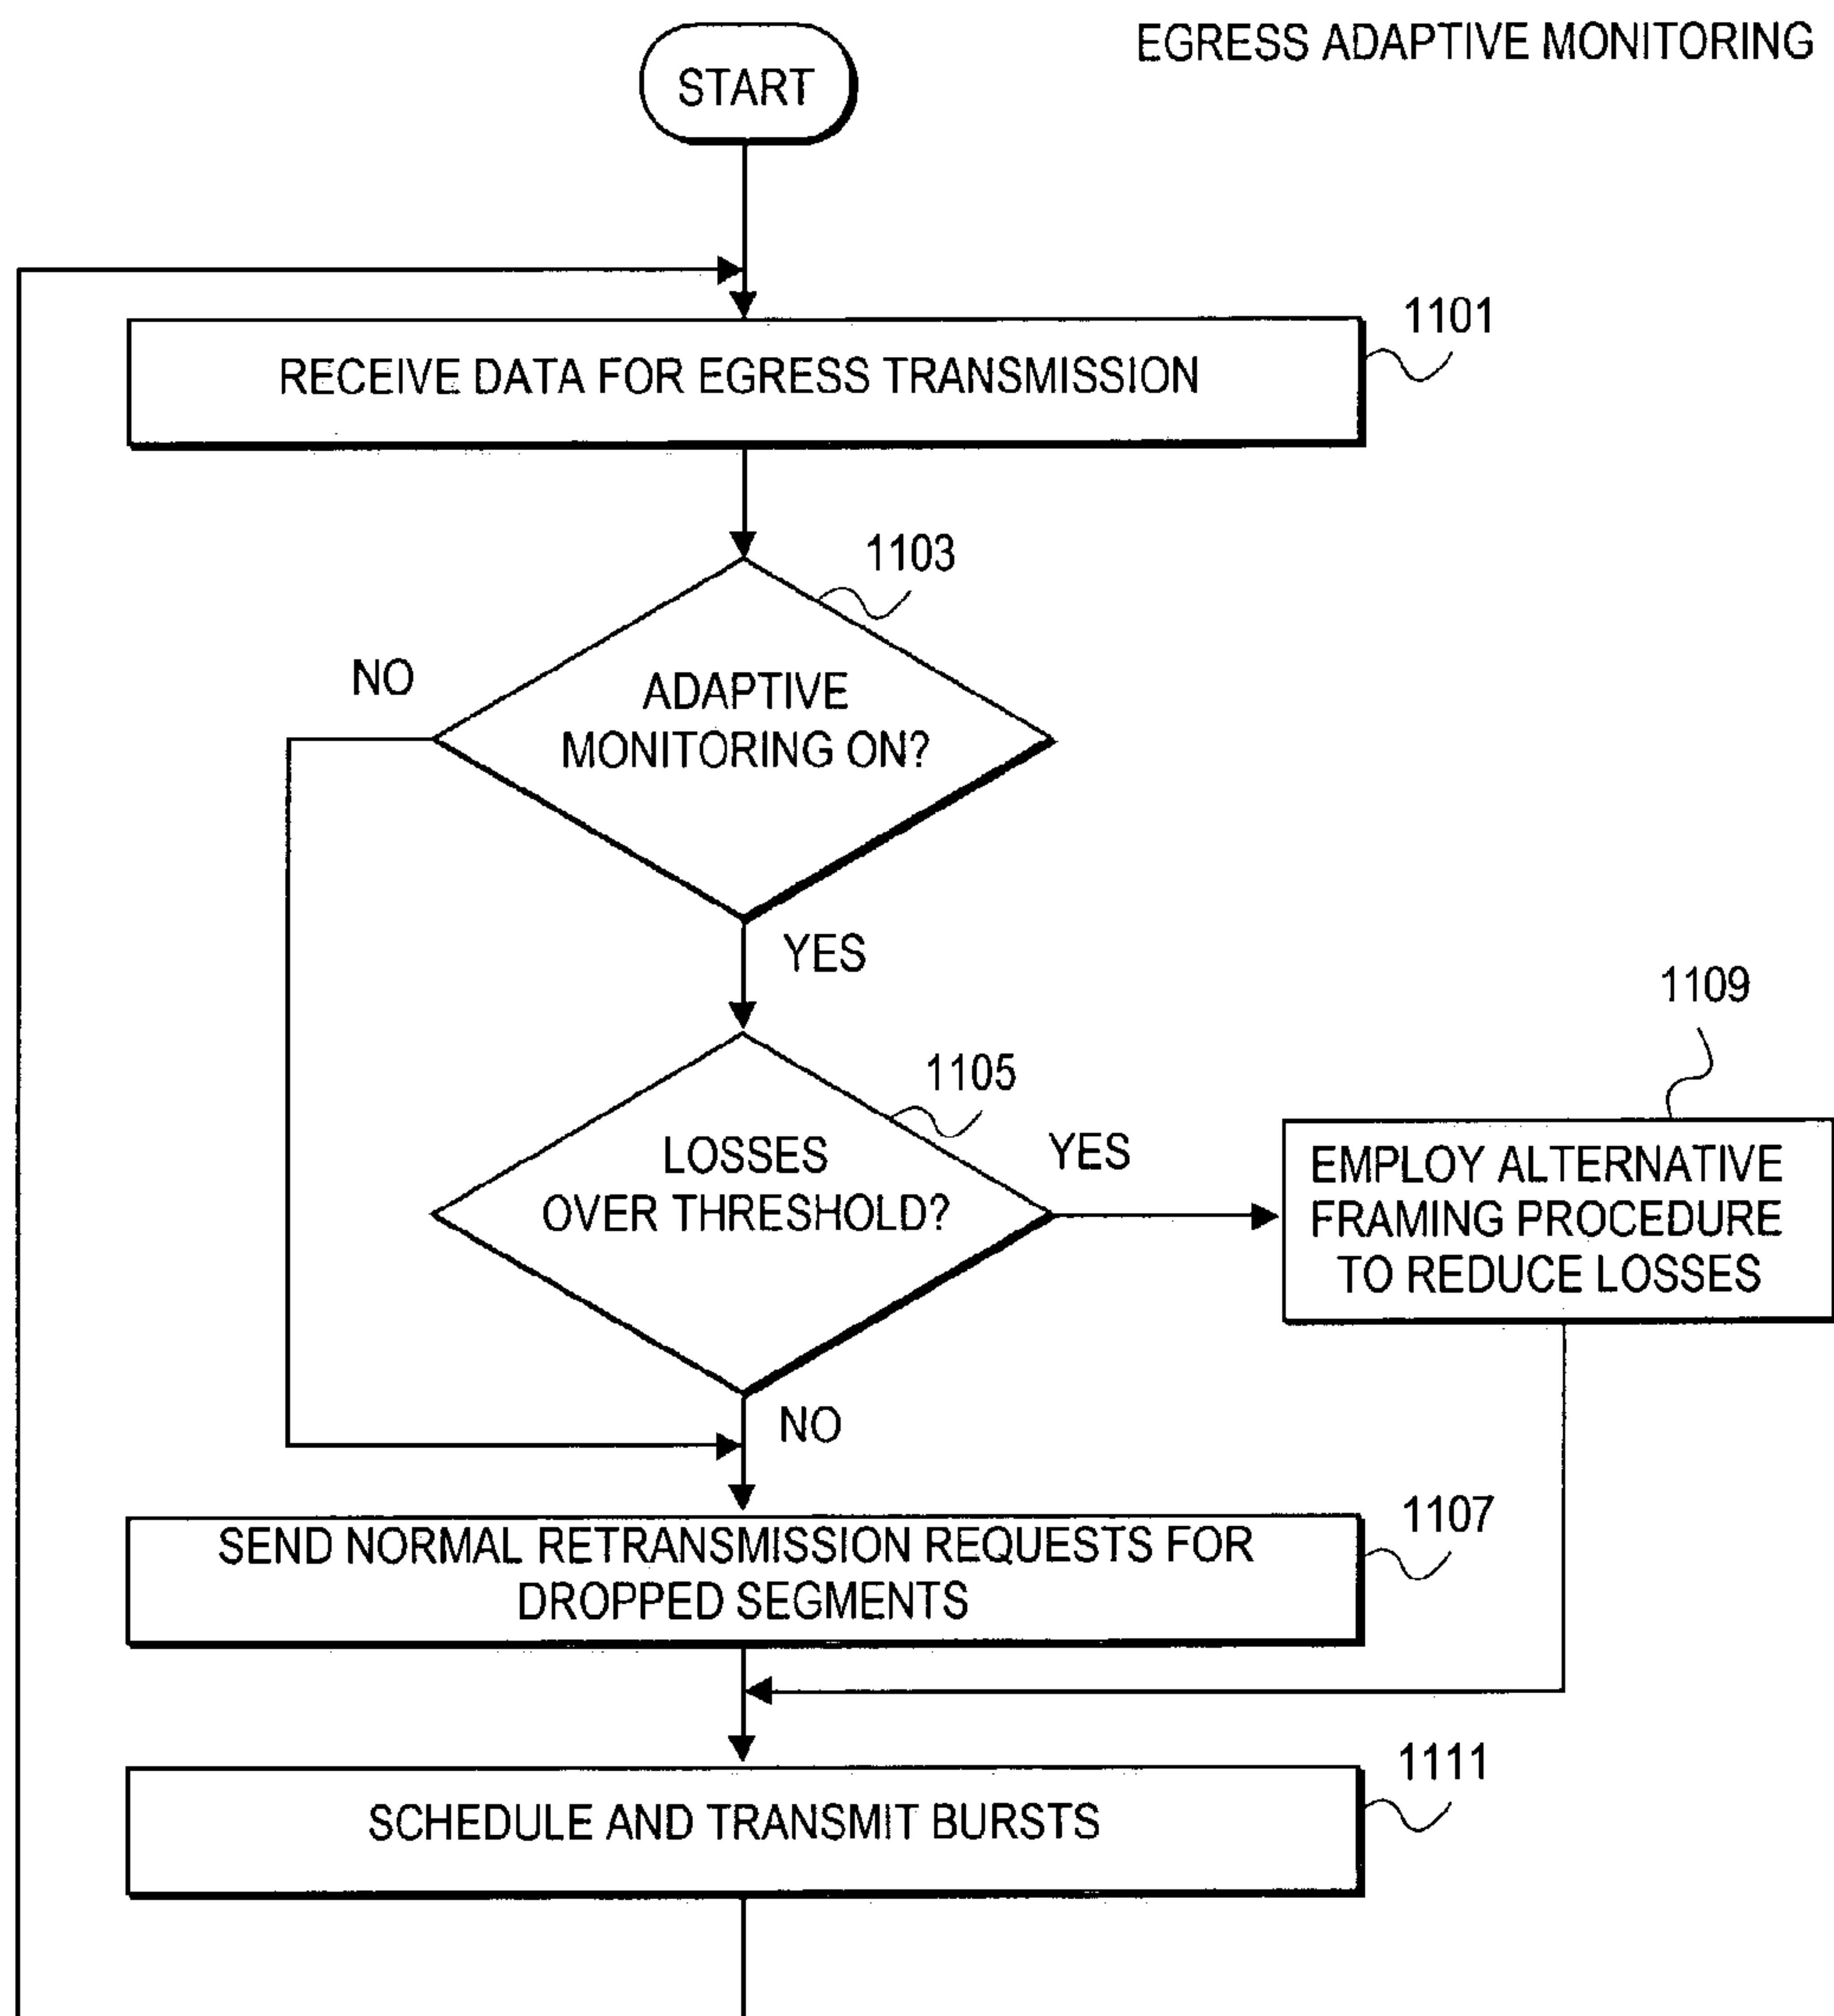 EGRESS ADAPTIVE MONITORING
START
1101
RECEIVE DATA FOR EGRESS TRANSMISSION
1103
NO
ADAPTIVE
MONITORING ON?
YES
1109
1105
LOSSES
OVER THRESHOLD?
YES
EMPLOY ALTERNATIVE
FRAMING PROCEDURE
TO REDUCE LOSSES
NO
1107
SEND NORMAL RETRANSMISSION REQUESTS FOR
DROPPED SEGMENTS
1111
SCHEDULE AND TRANSMIT BURSTS